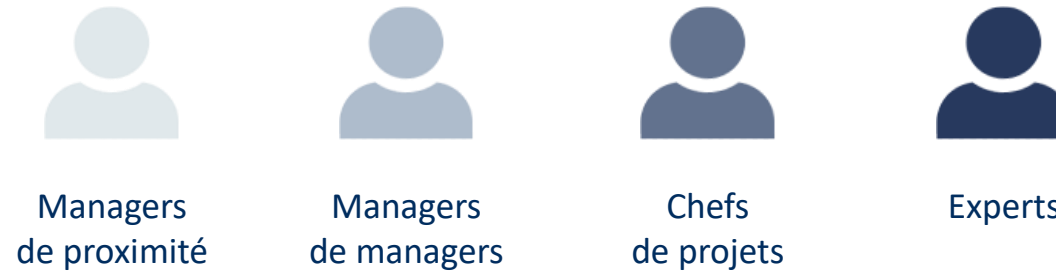 Managers
de proximité
Managers
de managers
Chefs
de projets
Experts